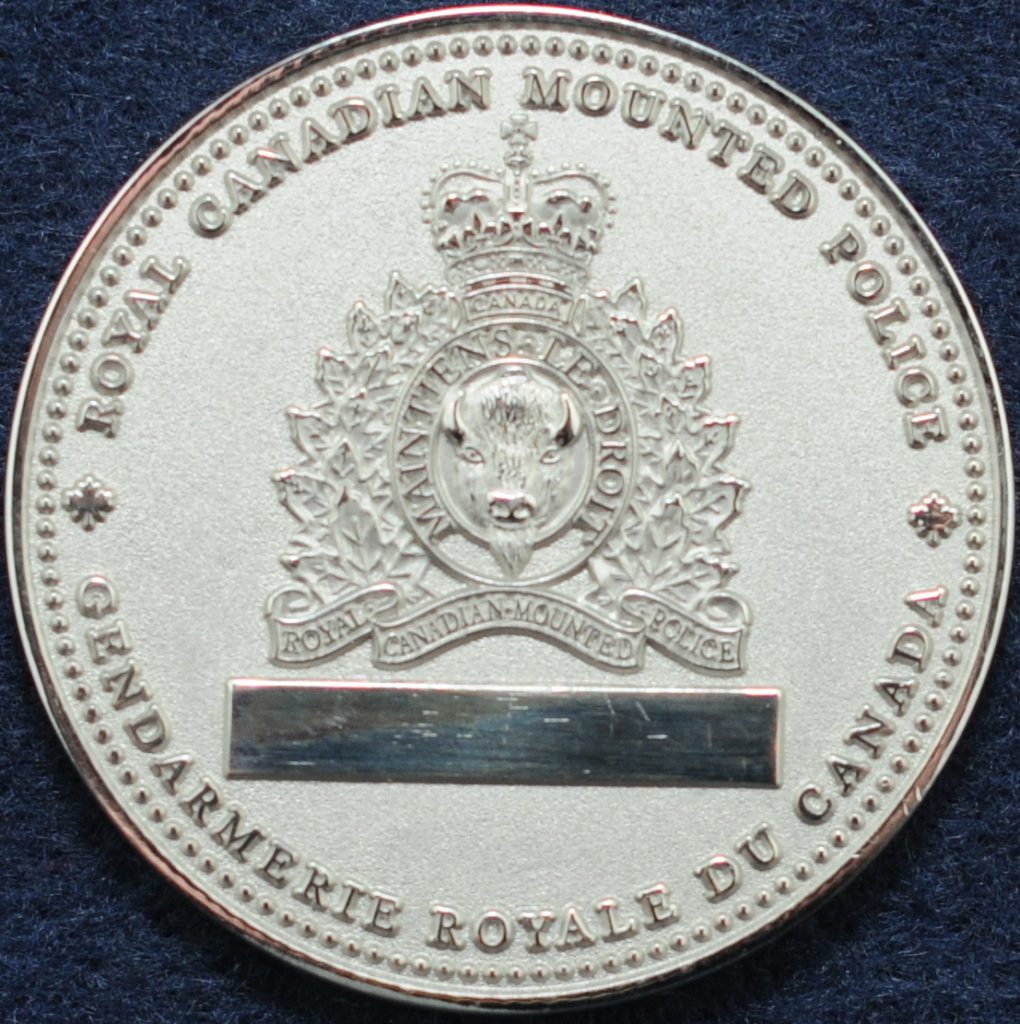 ROYAL CANADIAN MOUNTED POLICE
CANADA
MAINTIENS LE DROIT
ROYAL CANADIAN-MOUNTED POLICE
GENDARMERIE ROYALE DU CANADA